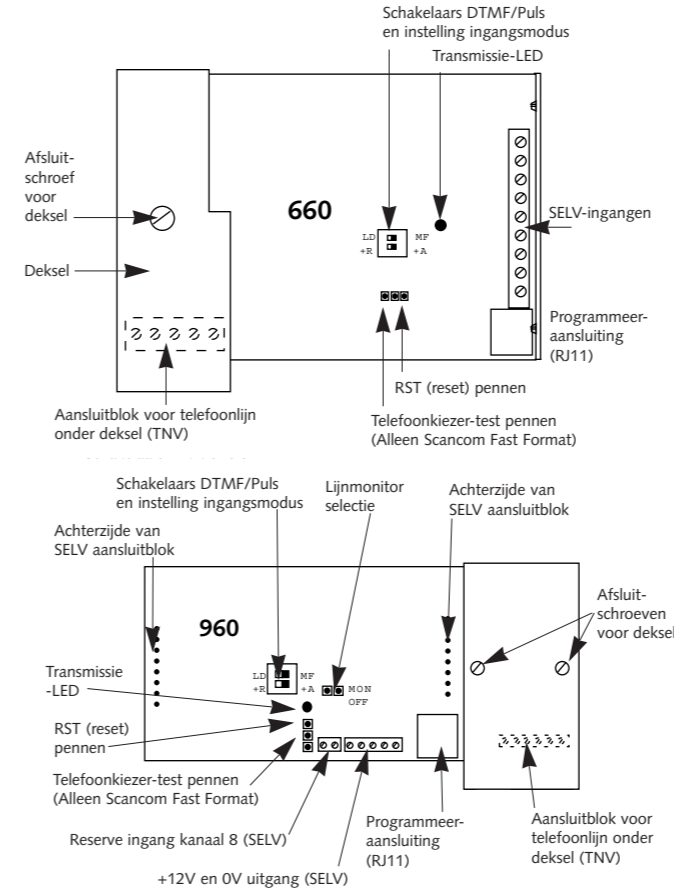 Schakelaars DTMF/Puls
en instelling ingangsmodus
Transmissie-LED
Afsluit-
schroef
voor
deksel
660
LD MF
+R +A
SELV-ingangen
Deksel
Programmeer-
aansluiting
(RJ11)
RST (reset) pennen
Aansluitblok voor telefoonlijn
onder deksel (TNV)
Telefoonkiezer-test pennen
(Alleen Scancom Fast Format)
Schakelaars DTMF/Puls
en instelling ingangsmodus
Lijnmonitor
selectie
Achterzijde van
SELV aansluitblok
Achterzijde van
SELV aansluitblok
Afsluit-
schroeven
voor deksel
960
LD MF
+R +A
MON
OFF
Transmissie
-LED
RST (reset)
pennen
Telefoonkiezer-test pennen
(Alleen Scancom Fast Format)
Reserve ingang kanaal 8 (SELV)
+12V en 0V uitgang (SELV)
Programmeer-
aansluiting
(RJ11)
Aansluitblok voor
telefoonlijn onder
deksel (TNV)